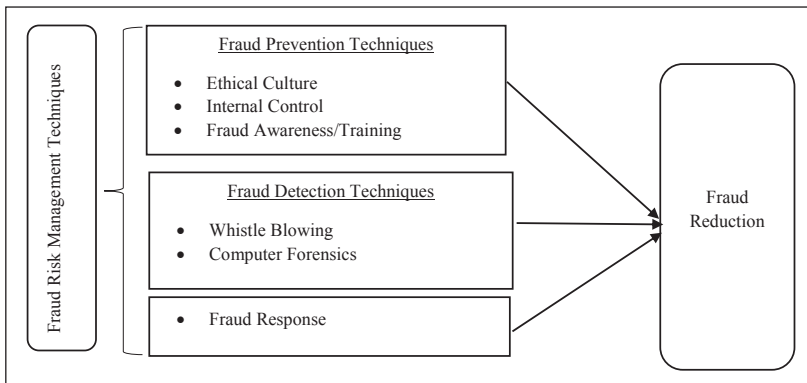 Fraud Risk Management Techniques
Fraud Prevention Techniques
• Ethical Culture
• Internal Control
• Fraud Awareness/Training
Fraud Detection Techniques
• Whistle Blowing
• Computer Forensics
• Fraud Response
Fraud
Reduction